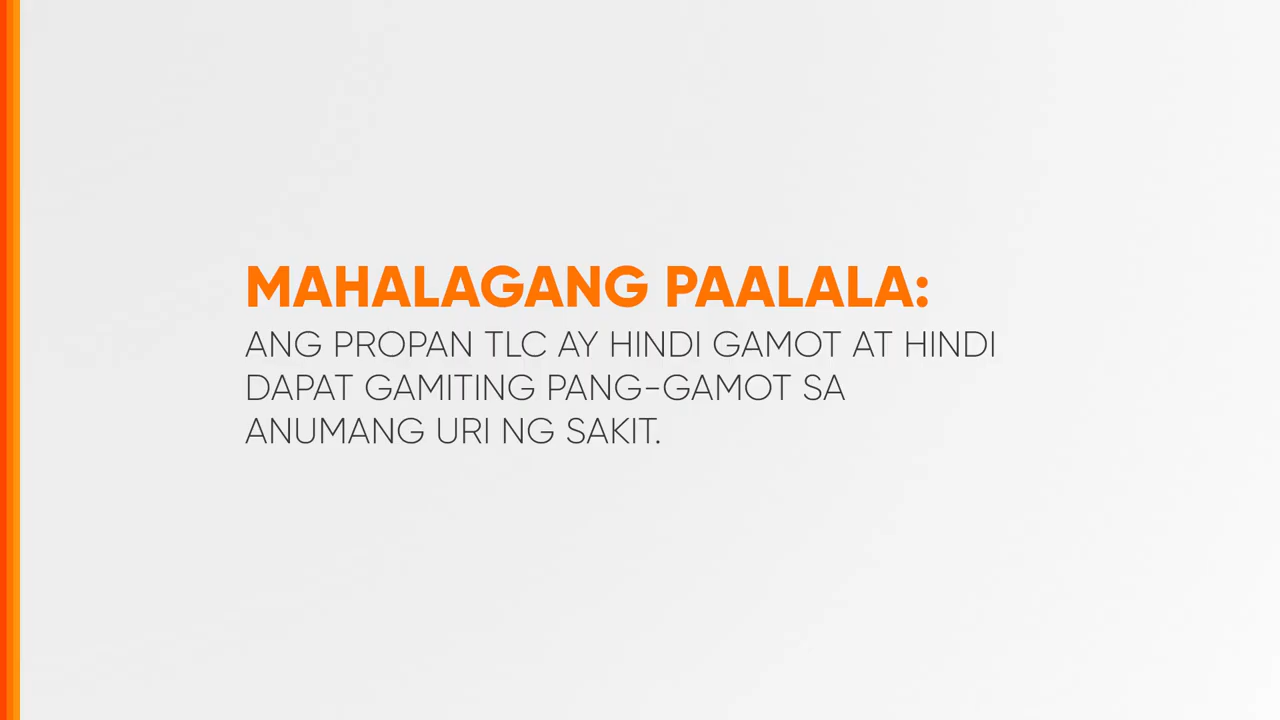 MAHALAGANG PAALALA:
ANG PROPAN TLC AY HINDI GAMOT AT HINDI
DAPAT GAMITING PANG-GAMOT SA
ANUMANG URI NG SAKIT.